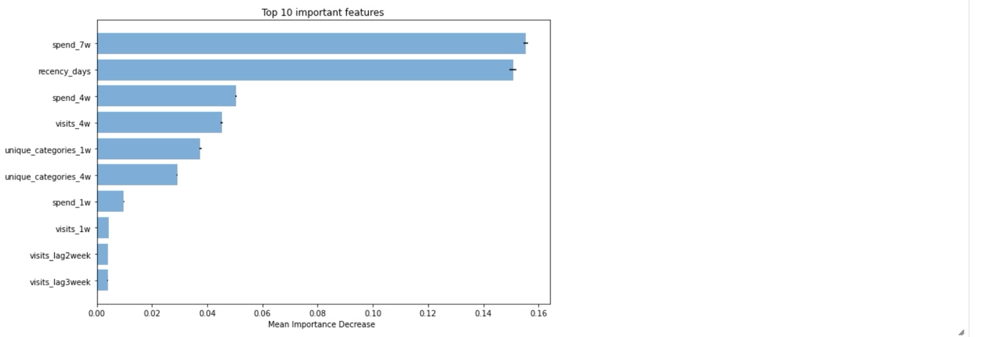 Top 10 important features
spend_7w
recency_days
spend_4w
visits_4w
unique_categories_1w
unique_categories_4w
spend_1w
visits_1w
visits_lag2week
visits_lag3week
0.00 0.02 0.04 0.06 0.08 0.10 0.12 0.14 0.16
Mean Importance Decrease